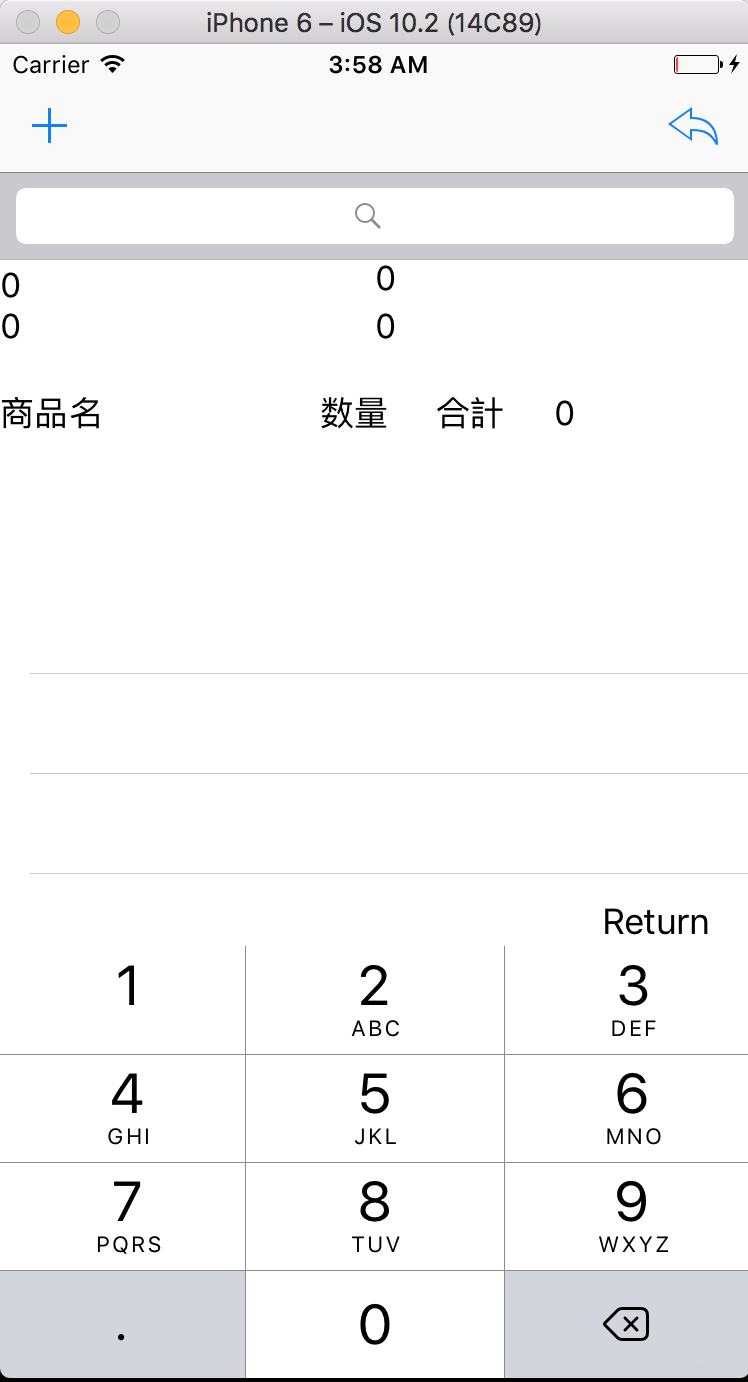 iPhone 6 – iOS 10.2 (14C89)
Carrier 3:58 AM
0 0
0 0
商品名 数量 合計 0
Return
1 2 3
ABC DEF
4 5 6
GHI JKL MNO
7 8 9
PQRS TUV WXYZ
. 0